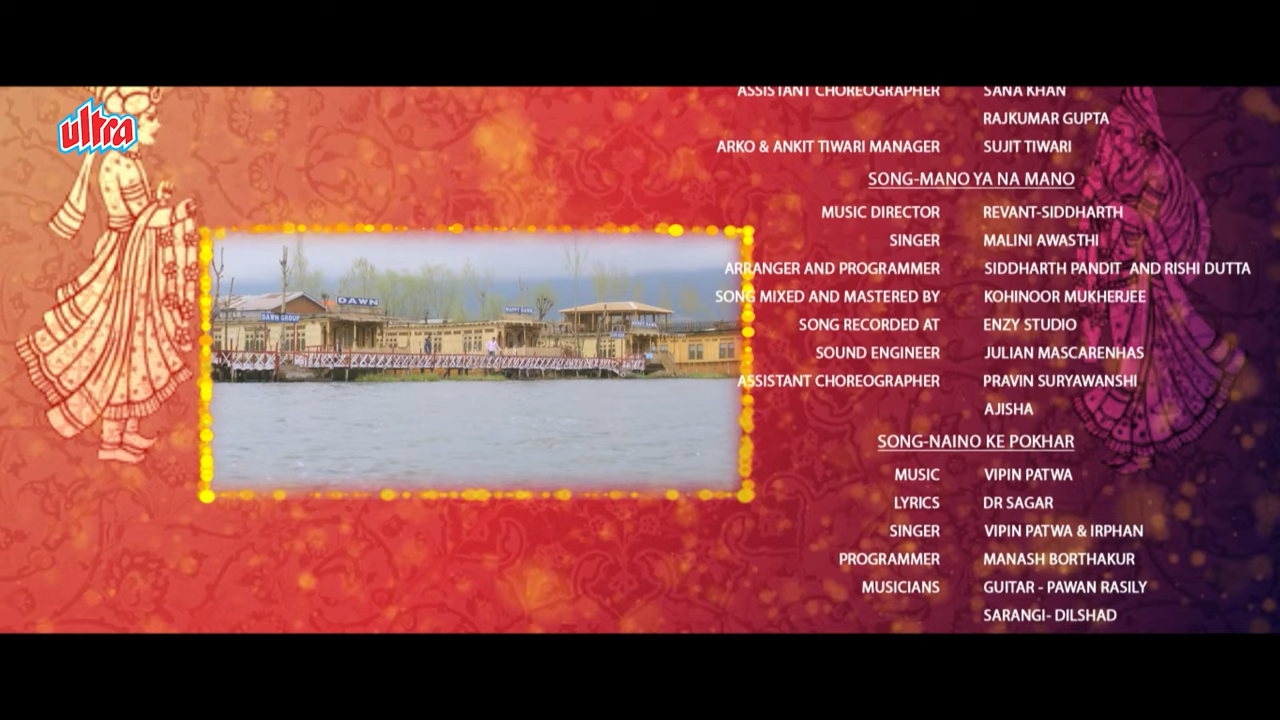 ultra
ASSISTANT CHOREOGRAPHER SANA KHAN
RAJKUMAR GUPTA
ARKO & ANKIT TIWARI MANAGER SUJIT TIWARI
SONG-MANO YA NA MANO
MUSIC DIRECTOR REVANT-SIDDHARTH
SINGER MALINI AWASTHI
ARRANGER AND PROGRAMMER SIDDHARTH PANDIT AND RISHI DUTTA
SONG MIXED AND MASTERED BY KOHINOOR MUKHERJEE
SONG RECORDED AT ENZY STUDIO
SOUND ENGINEER JULIAN MASCARENHAS
ASSISTANT CHOREOGRAPHER PRAVIN SURYAWANSHI
AJISHA
SONG-NAINO KE POKHAR
MUSIC VIPIN PATWA
LYRICS DR SAGAR
SINGER VIPIN PATWA & IRPHAN
PROGRAMMER MANASH BORTHAKUR
MUSICIANS GUITAR - PAWAN RASILY
SARANGI- DILSHAD
DAWN
DAWN GROUP
HAPPY DAWN